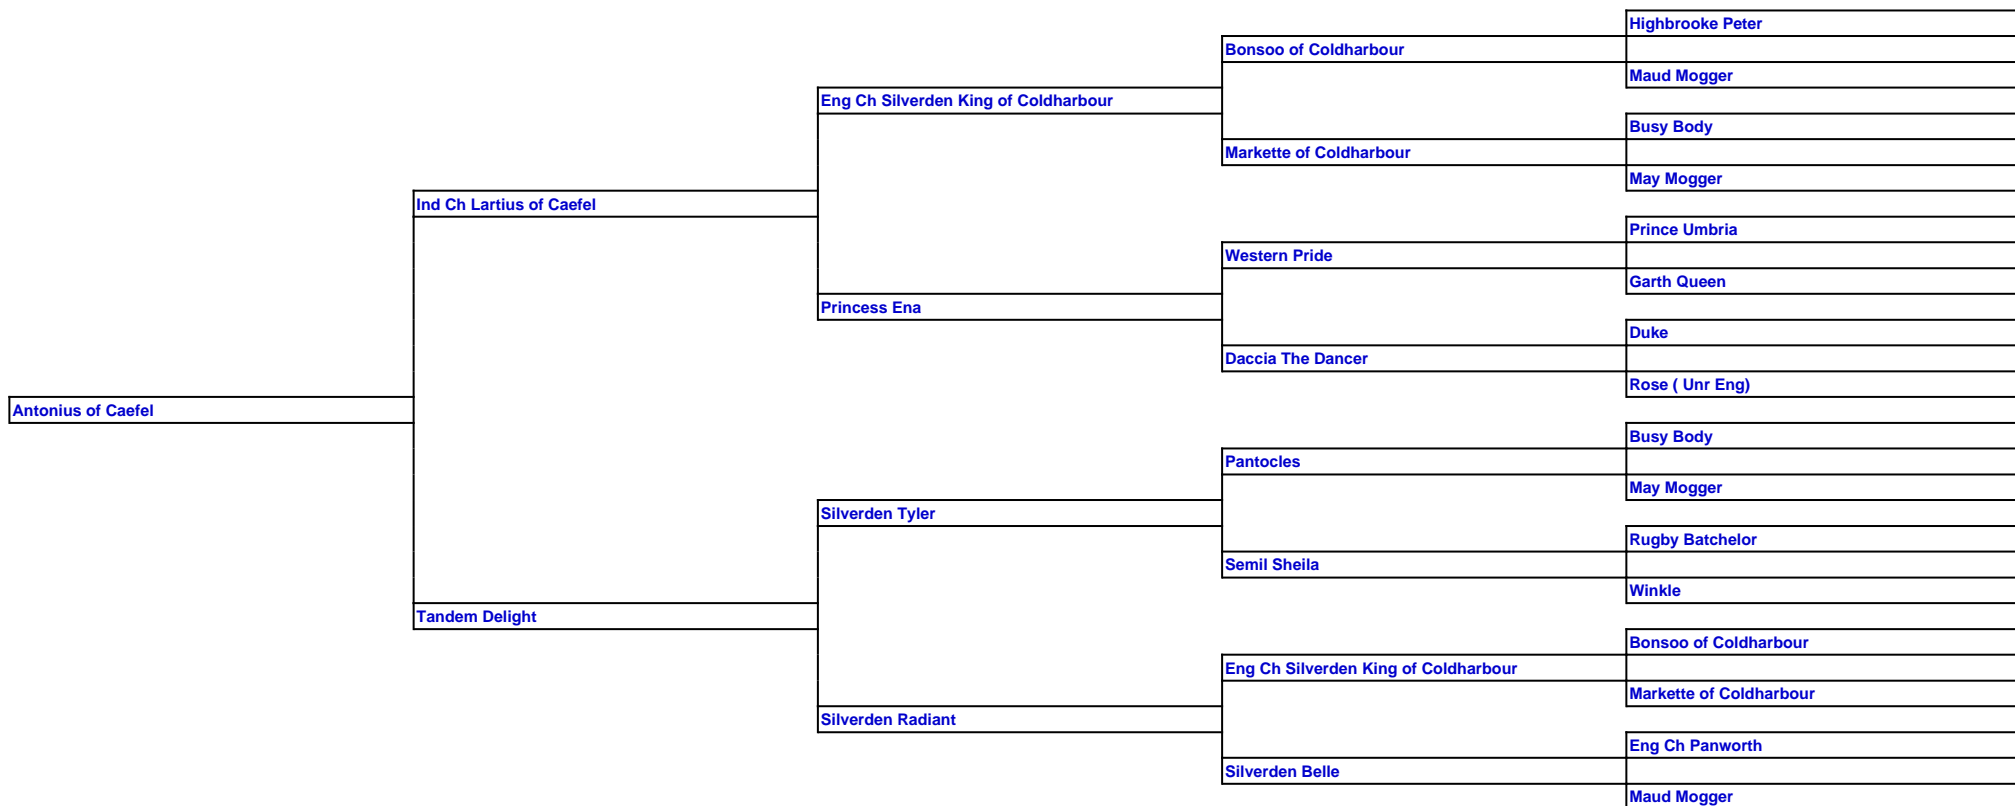 Highbrooke Peter
Bonsoo of Coldharbour
Maud Mogger
Eng Ch Silverden King of Coldharbour
Busy Body
Markette of Coldharbour
May Mogger
Ind Ch Lartius of Caefel
Prince Umbria
Western Pride
Garth Queen
Princess Ena
Duke
Daccia The Dancer
Rose ( Unr Eng)
Antonius of Caefel
Busy Body
Pantocles
May Mogger
Silverden Tyler
Rugby Batchelor
Semil Sheila
Winkle
Tandem Delight
Bonsoo of Coldharbour
Eng Ch Silverden King of Coldharbour
Markette of Coldharbour
Silverden Radiant
Eng Ch Panworth
Silverden Belle
Maud Mogger